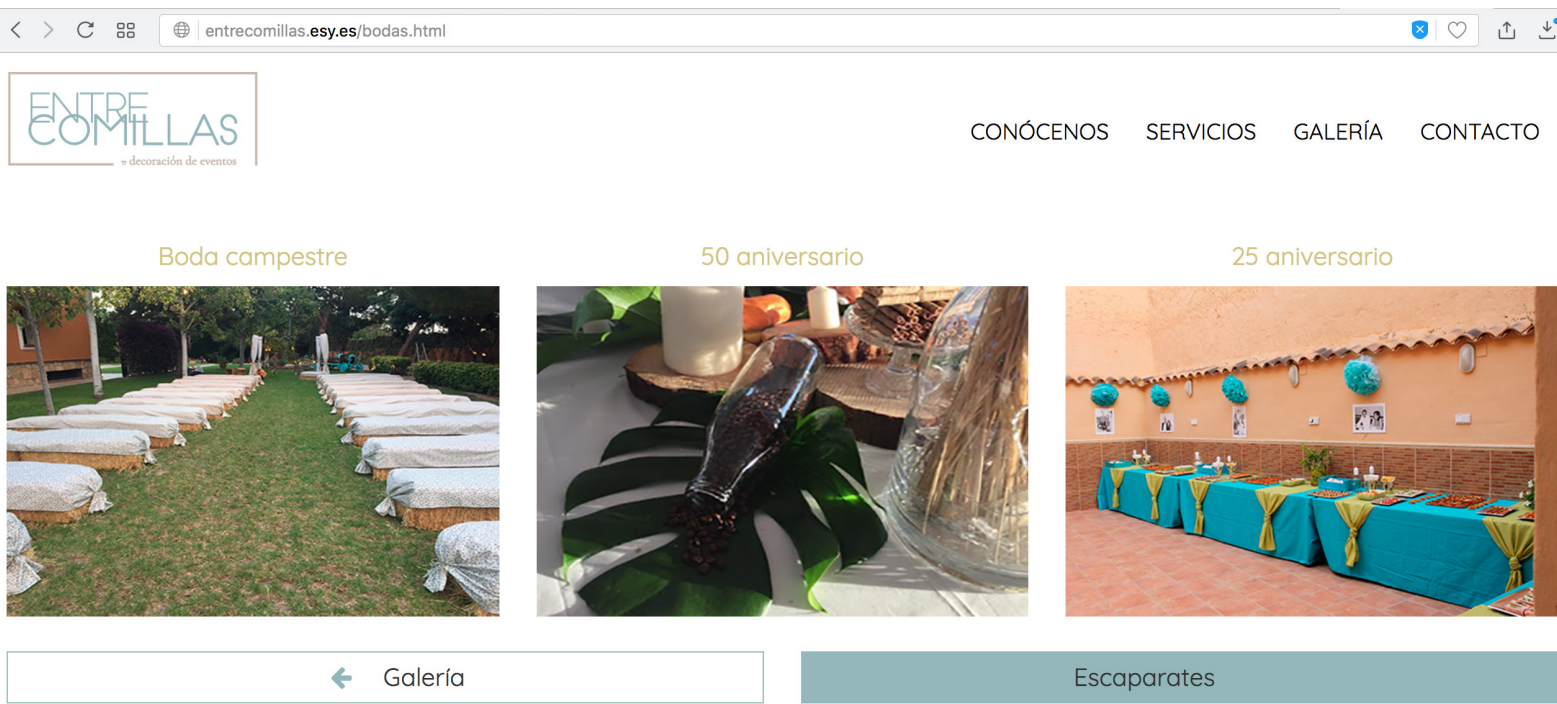 entrecomillas.esy.es/bodas.html
ENTRE
COMILLAS
» decoración de eventos
CONÓCENOS SERVICIOS GALERÍA CONTACTO
Boda campestre 50 aniversario 25 aniversario
Galería Escaparates